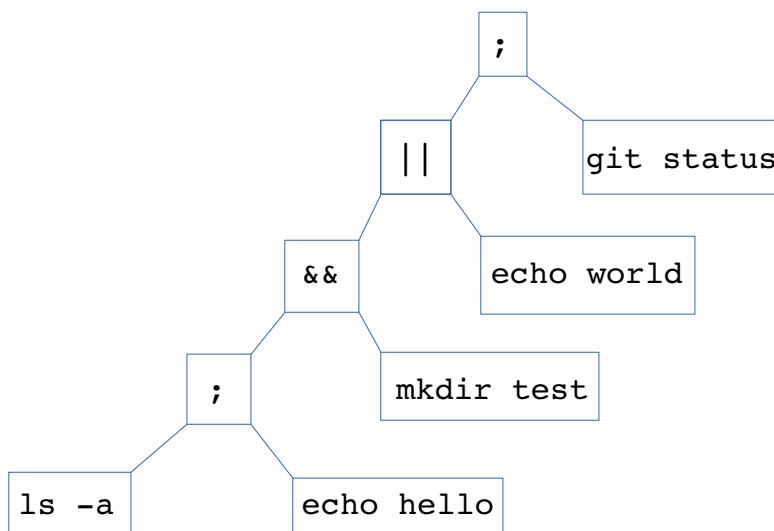 ;
||
git status
&&
echo world
;
mkdir test
ls -a
echo hello